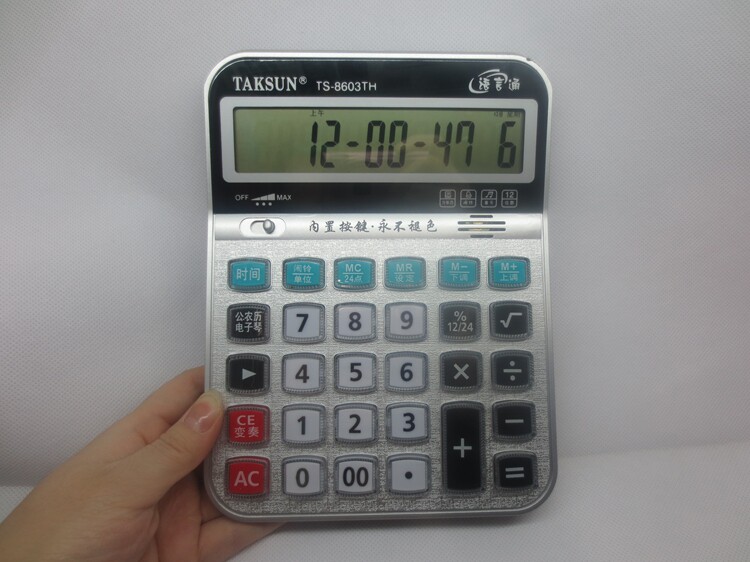 TAKSUN® TS-8603TH 语言通
上午
12-00-47 6
OFF MAX
12
内置按键·永不褪色
时间 闹铃 单位 MC 24点 MR 设定 M- 下调 M+ 上调
公农历 电子琴 7 8 9 % 12/24 √
▶ 4 5 6 × ÷
CE 变奏 1 2 3 + −
AC 0 00 · =